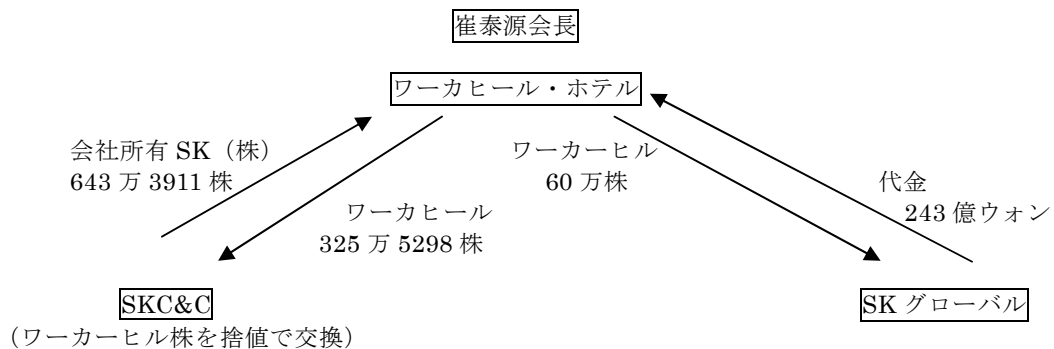 崔泰源会長
ワーカヒール・ホテル
会社所有 SK（株）
643 万 3911 株
ワーカヒール
325 万 5298 株
ワーカーヒル
60 万株
代金
243 億ウォン
SKC&C
（ワーカーヒル株を捨値で交換）
SK グローバル